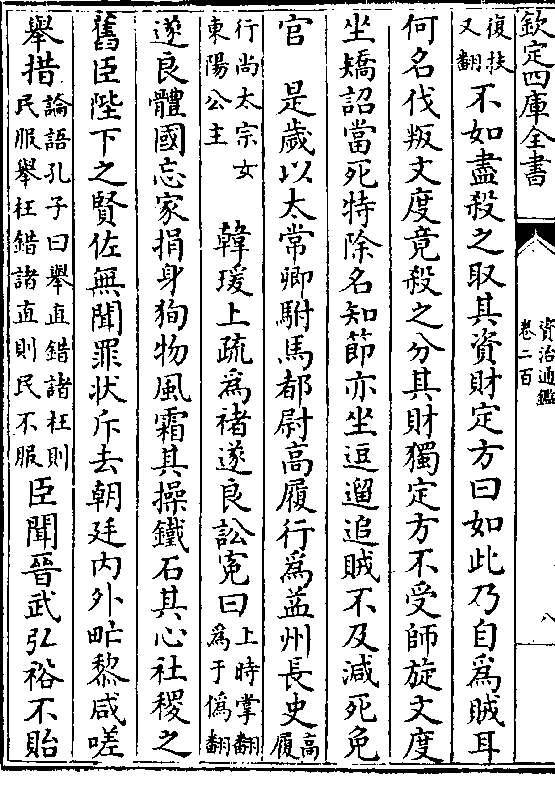 欽定四庫全書
資治通鑑
卷二百
八
復扶
又翻
不如盡殺之取其資財定方曰如此乃自為賊耳
何名伐叛文度竟殺之分其財獨定方不受師旋文度
坐矯詔當死特除名知節亦坐逗遛追賊不及減死免
官　是歲以太常卿駙馬都尉高履行為益州長史
高履
行尚太宗女
東陽公主
韓瑗上疏為褚遂良訟寃曰
上時掌翻
為于偽翻
遂良體國忘家捐身狥物風霜其操鐵石其心社稷之
舊臣陛下之賢佐無聞罪状斥去朝廷内外甿黎咸嗟
舉措
論語孔子曰舉直錯諸枉則
民服舉枉錯諸直則民不服
臣聞晉武弘裕不貽